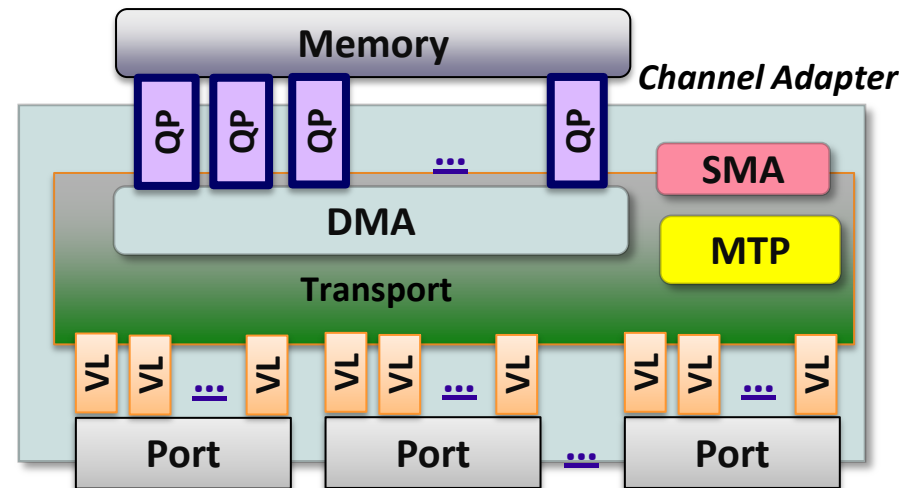 Memory
Channel Adapter
QP QP QP ... QP
SMA
DMA
MTP
Transport
VL VL ... VL VL VL ... VL VL VL ... VL
Port Port ... Port